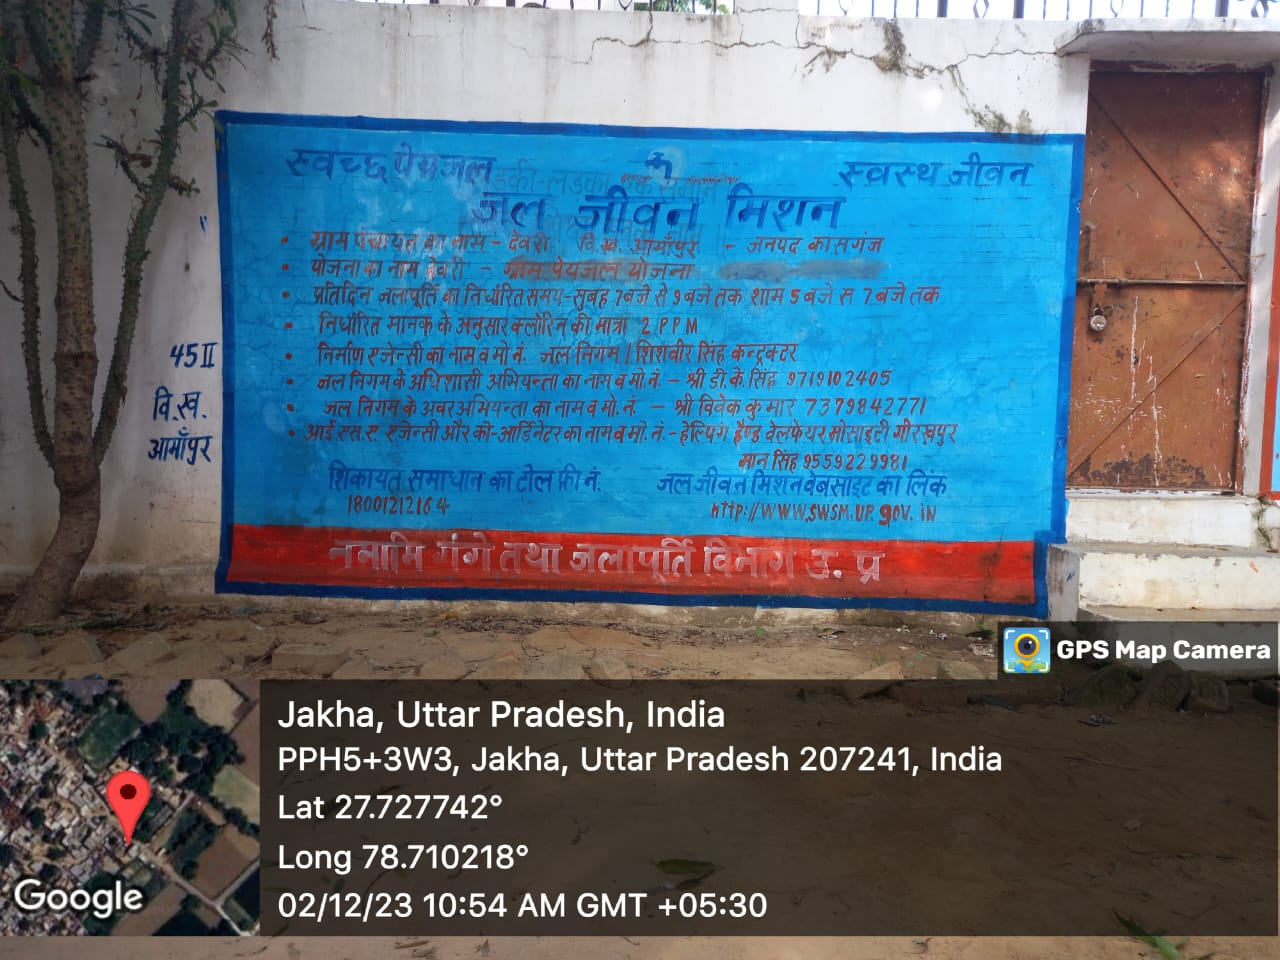 स्वच्छ पेयजल
स्वस्थ जीवन
जल जीवन मिशन
• ग्राम पंचायत का नाम - देवरी वि.ख. आमाँपुर - जनपद कासगंज
• योजना का नाम देवरी - ग्राम पेयजल योजना
• प्रतिदिन जलापूर्ति का निर्धारित समय-सुबह 7 बजे से 9 बजे तक शाम 5 बजे स 7 बजे तक
• निर्धारित मानक के अनुसार क्लोरिन की मात्रा 2 PPM
• निर्माण एजेन्सी का नाम व मो.नं. जल निगम / शिशवीर सिंह कन्ट्रक्टर
• जल निगम के अधिशासी अभियन्ता का नाम व मो.नं. - श्री डी.के. सिंह 9719102405
• जल निगम के अवर अभियन्ता का नाम व मो.नं. - श्री विवेक कुमार 7379842771
• आई.एस.ए. एजेन्सी और को-आर्डिनेटर का नाम व मो.नं.- हेल्पिंग हैण्ड वेलफेयर सोसाइटी गोरखपुर
मान सिंह 9559229981
शिकायत समाधान का टोल फ्री नं.
18001212164
जल जीवन मिशन वेबसाइट का लिंक
http://WWW.SWSM.UP.gov.iN
नमामि गंगे तथा जलापूर्ति विभाग उ.प्र
45 II
वि.ख.
आमाँपुर
GPS Map Camera
Jakha, Uttar Pradesh, India
PPH5+3W3, Jakha, Uttar Pradesh 207241, India
Lat 27.727742°
Long 78.710218°
02/12/23 10:54 AM GMT +05:30
Google